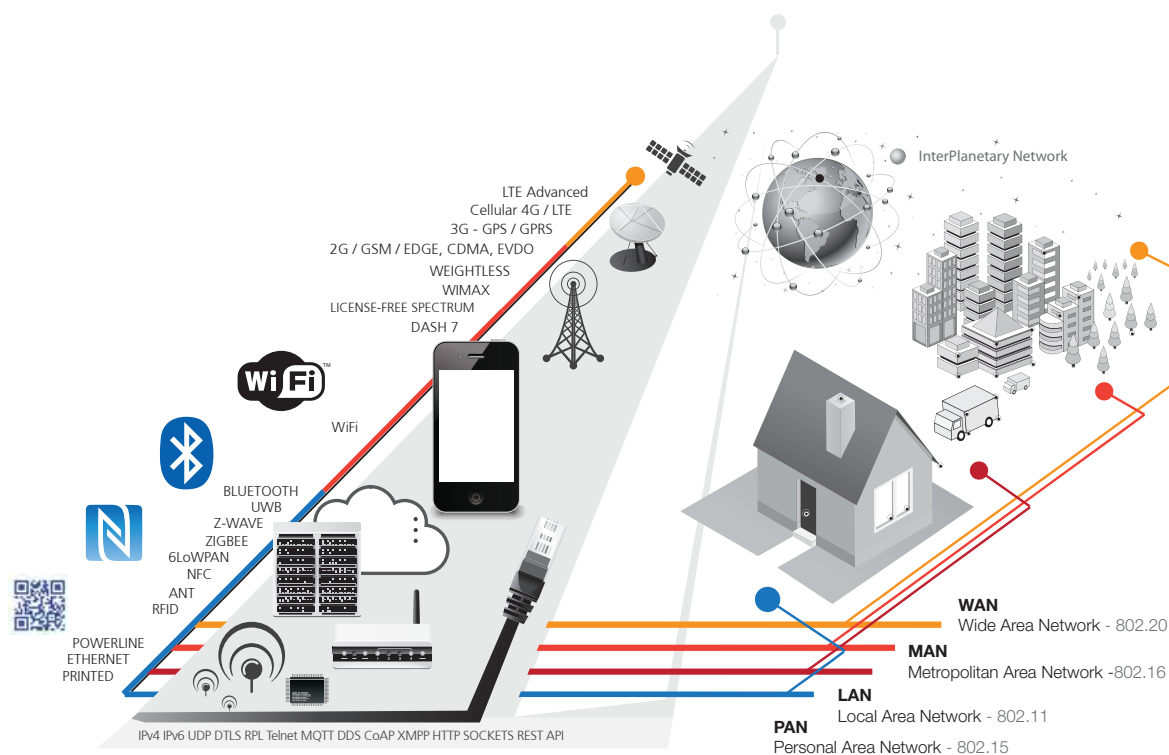 InterPlanetary Network
LTE Advanced
Cellular 4G / LTE
3G - GPS / GPRS
2G / GSM / EDGE, CDMA, EVDO
WEIGHTLESS
WIMAX
LICENSE-FREE SPECTRUM
DASH 7
WiFi™
WiFi
BLUETOOTH
UWB
Z-WAVE
ZIGBEE
6LoWPAN
NFC
ANT
RFID
POWERLINE
ETHERNET
PRINTED
WAN
Wide Area Network - 802.20
MAN
Metropolitan Area Network -802.16
LAN
Local Area Network - 802.11
PAN
Personal Area Network - 802.15
IPv4 IPv6 UDP DTLS RPL Telnet MQTT DDS CoAP XMPP HTTP SOCKETS REST API